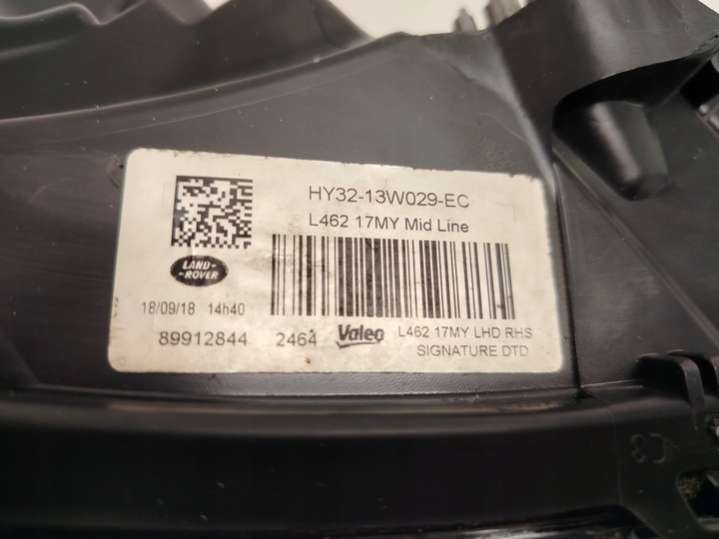 HY32-13W029-EC
L462 17MY Mid Line
LAND-
-ROVER
18/09/18 14h40
89912844 2464 Valeo L462 17MY LHD RHS
SIGNATURE DTD